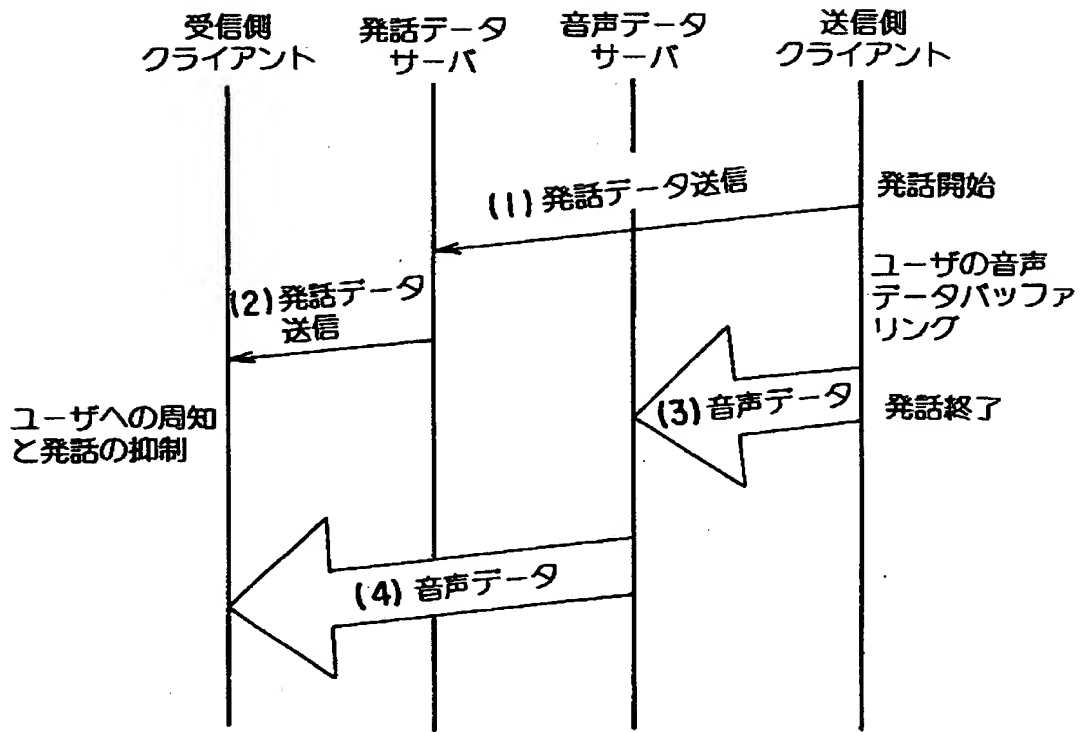 受信側
クライアント
発話データ
サーバ
音声データ
サーバ
送信側
クライアント
(1) 発話データ送信
発話開始
ユーザの音声
データバッファ
リング
(2) 発話データ
送信
(3) 音声データ
発話終了
ユーザへの周知
と発話の抑制
(4) 音声データ